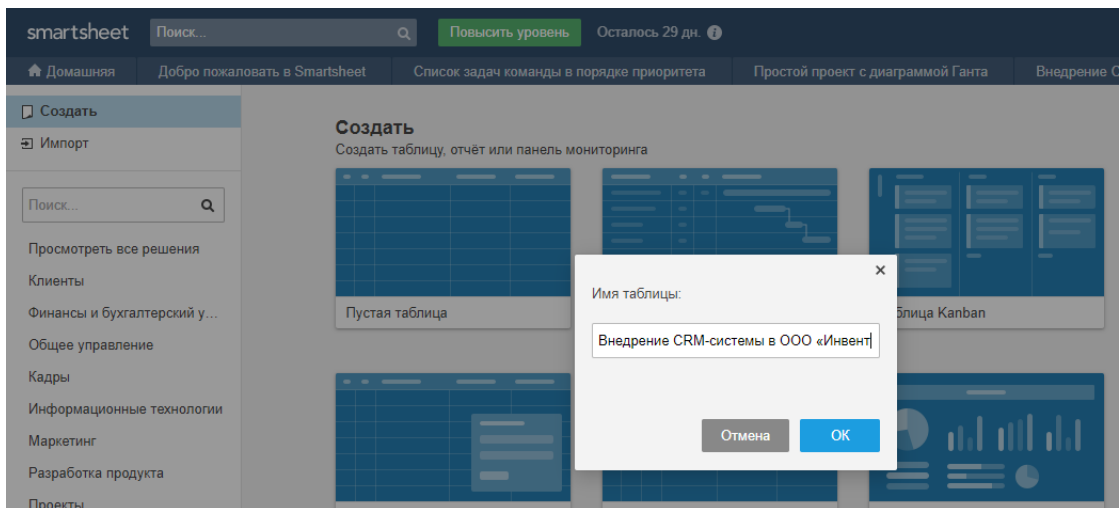 smartsheet
Поиск...
Повысить уровень
Осталось 29 дн.
Домашняя
Добро пожаловать в Smartsheet
Список задач команды в порядке приоритета
Простой проект с диаграммой Ганта
Внедрение С
Создать
Импорт
Поиск...
Просмотреть все решения
Клиенты
Финансы и бухгалтерский у...
Общее управление
Кадры
Информационные технологии
Маркетинг
Разработка продукта
Проекты
Создать
Создать таблицу, отчёт или панель мониторинга
Пустая таблица
блица Kanban
Имя таблицы:
Внедрение CRM-системы в ООО «Инвент
Отмена
ОК